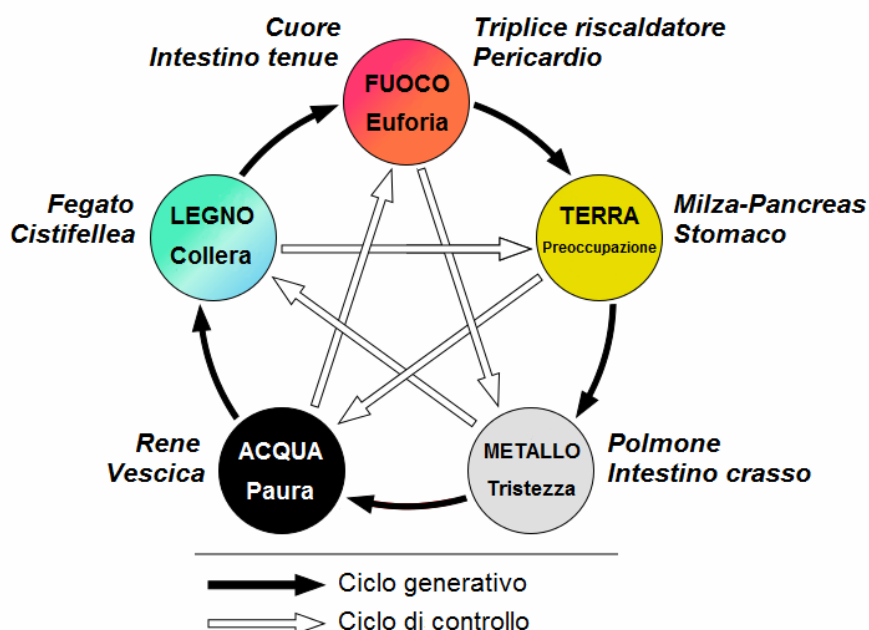 Cuore
Intestino tenue
Triplice riscaldatore
Pericardio
FUOCO
Euforia
Fegato
Cistifellea
LEGNO
Collera
TERRA
Preoccupazione
Milza-Pancreas
Stomaco
Rene
Vescica
ACQUA
Paura
METALLO
Tristezza
Polmone
Intestino crasso
Ciclo generativo
Ciclo di controllo